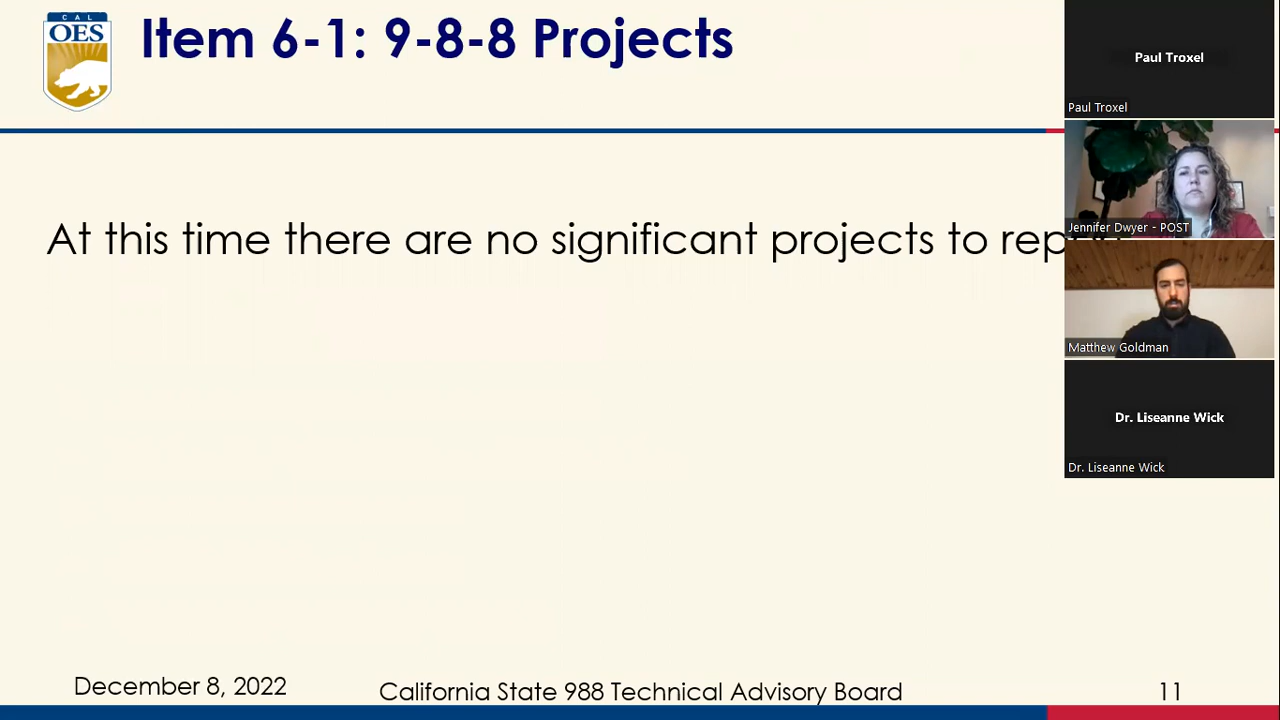 CAL
OES
Item 6-1: 9-8-8 Projects
At this time there are no significant projects to
Paul Troxel
Paul Troxel
Jennifer Dwyer - POST
Matthew Goldman
Dr. Liseanne Wick
Dr. Liseanne Wick
December 8, 2022
California State 988 Technical Advisory Board
11